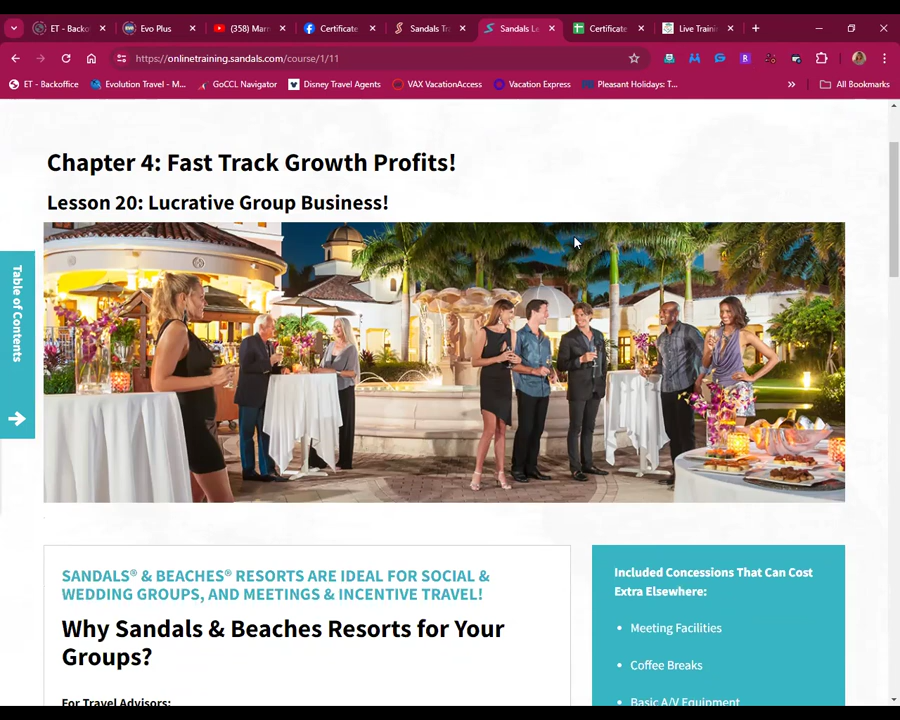 ET - Backo
Evo Plus
(358) Mar
Certificate
Sandals Tr
Sandals Le
Certificate
Live Traini
https://onlinetraining.sandals.com/course/1/11
ET - Backoffice
Evolution Travel - M...
GoCCL Navigator
Disney Travel Agents
VAX VacationAccess
Vacation Express
Pleasant Holidays: T...
»
All Bookmarks
Chapter 4: Fast Track Growth Profits!
Lesson 20: Lucrative Group Business!
Table of Contents
SANDALS® & BEACHES® RESORTS ARE IDEAL FOR SOCIAL &
WEDDING GROUPS, AND MEETINGS & INCENTIVE TRAVEL!
Why Sandals & Beaches Resorts for Your
Groups?
For Travel Advisors:
Included Concessions That Can Cost
Extra Elsewhere:
• Meeting Facilities
• Coffee Breaks
• Basic A/V Equipment